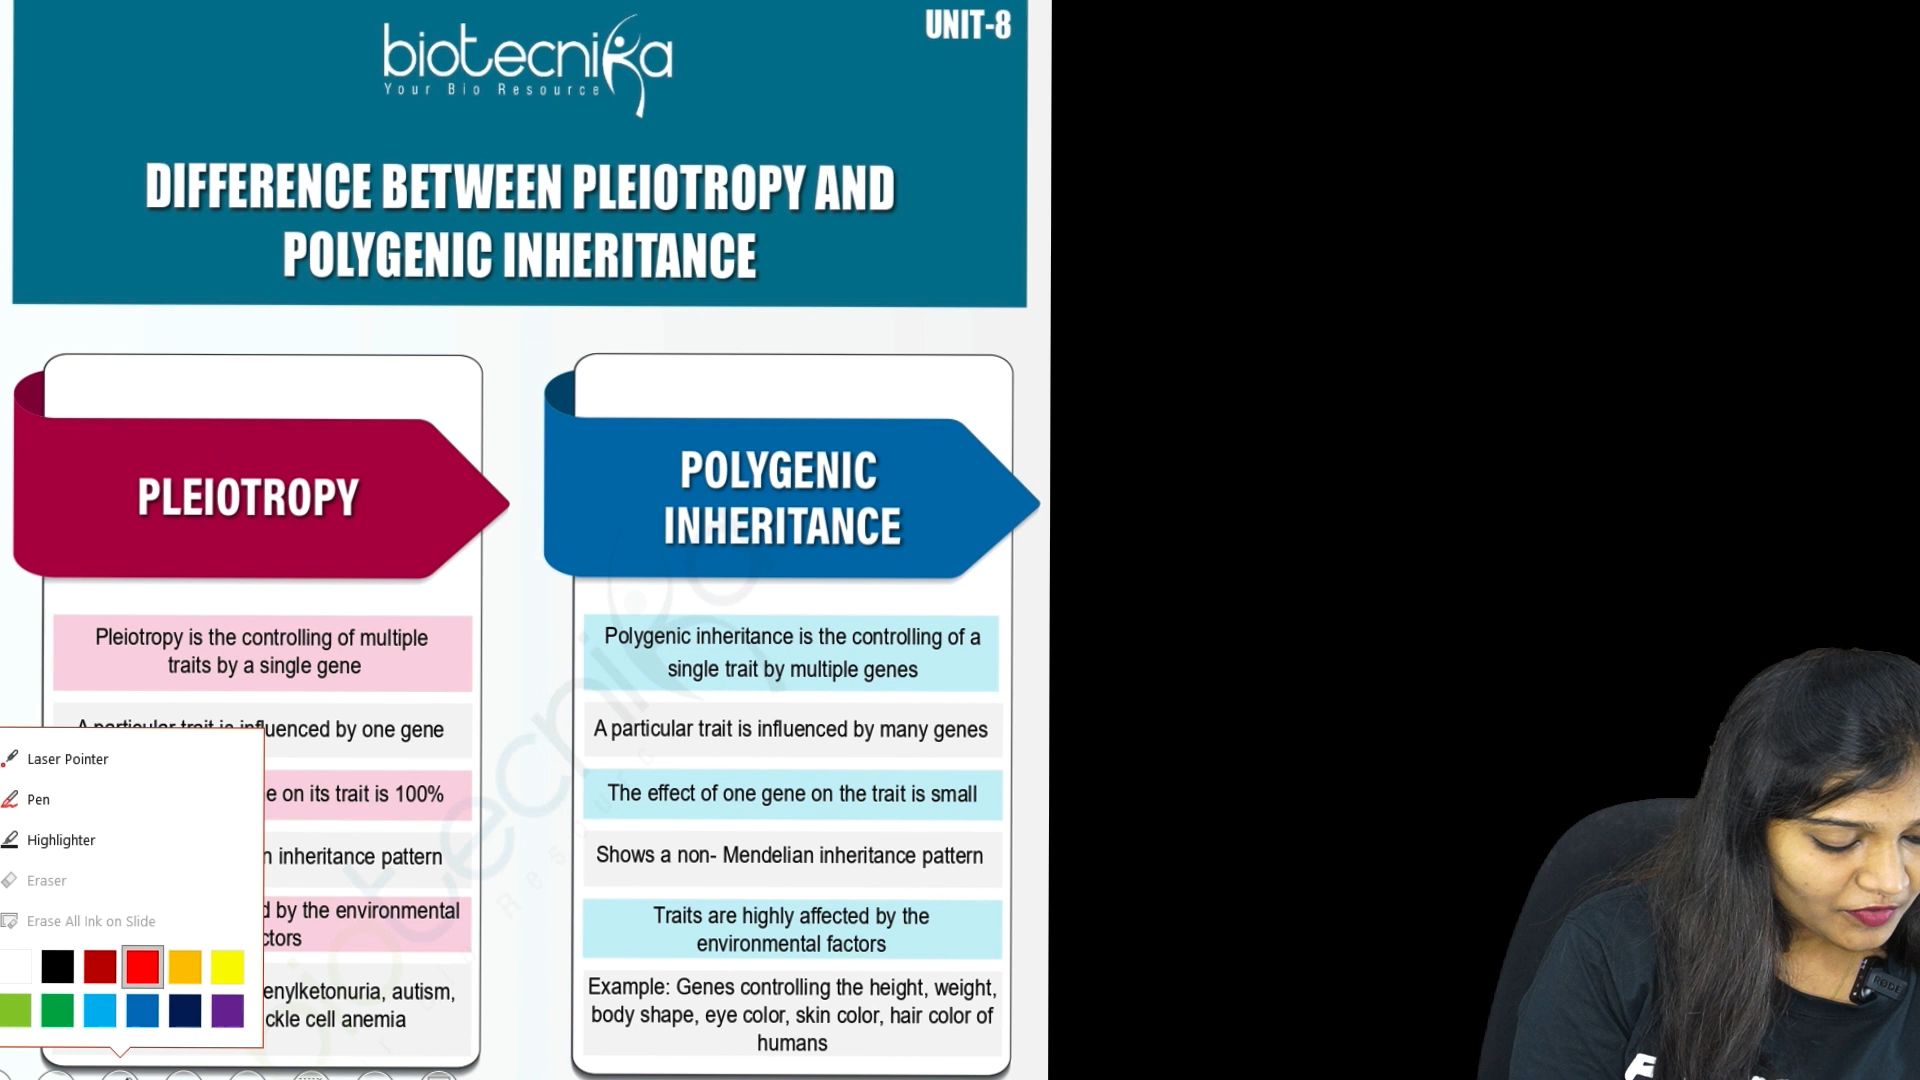 UNIT-8
biotecnika
Your Bio Resource
DIFFERENCE BETWEEN PLEIOTROPY AND
POLYGENIC INHERITANCE
PLEIOTROPY
Pleiotropy is the controlling of multiple
traits by a single gene
A particular trait is influenced by one gene
e on its trait is 100%
n inheritance pattern
d by the environmental
ctors
enylketonuria, autism,
ckle cell anemia
POLYGENIC
INHERITANCE
Polygenic inheritance is the controlling of a
single trait by multiple genes
A particular trait is influenced by many genes
The effect of one gene on the trait is small
Shows a non- Mendelian inheritance pattern
Traits are highly affected by the
environmental factors
Example: Genes controlling the height, weight,
body shape, eye color, skin color, hair color of
humans
Laser Pointer
Pen
Highlighter
Eraser
Erase All Ink on Slide
RODE